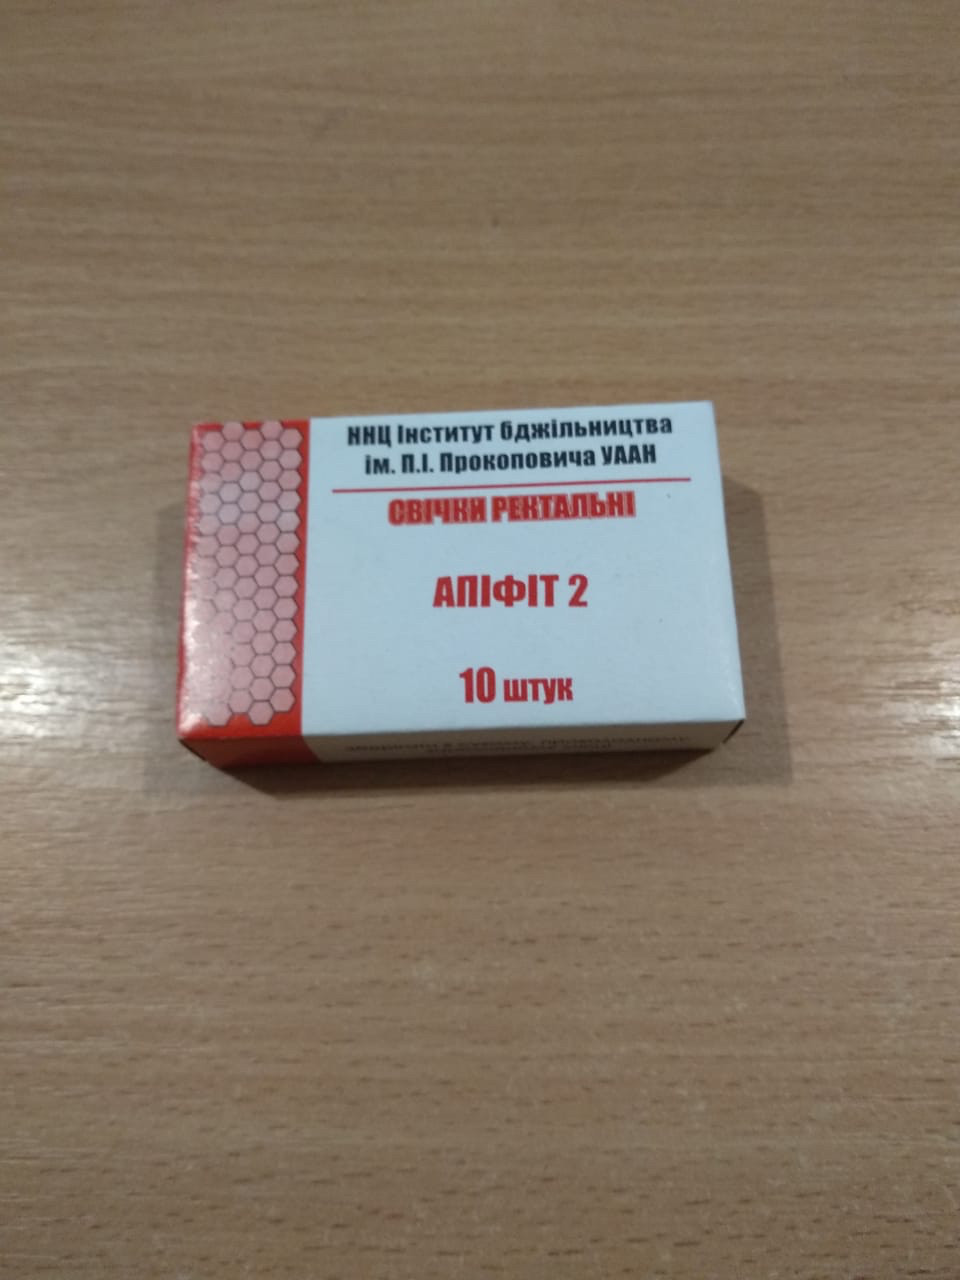 ННЦ Інститут бджільництва
ім. П.І. Прокоповича УААН
СВІЧКИ РЕКТАЛЬНІ
АПІФІТ 2
10 штук